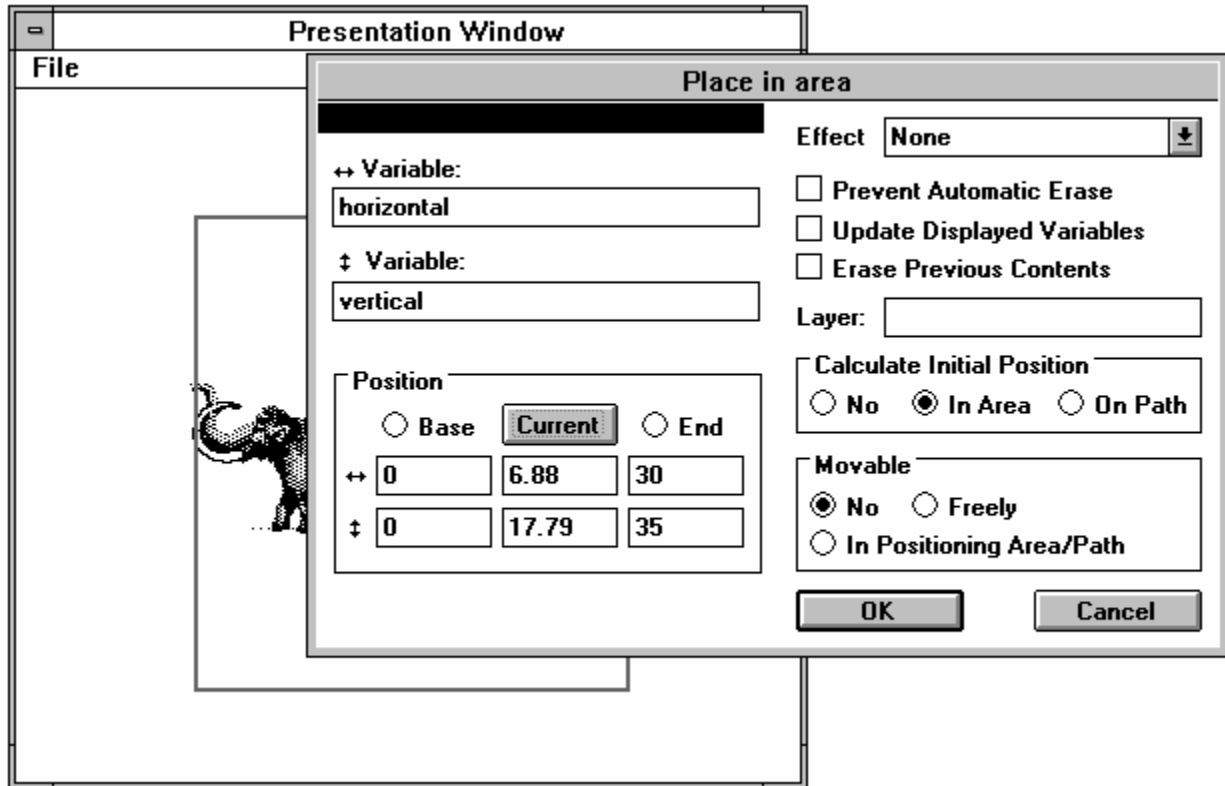 Presentation Window
File
Place in area
↔ Variable:
horizontal
↕ Variable:
vertical
Position
Base Current End
↔ 0 6.88 30
↕ 0 17.79 35
Effect None
Prevent Automatic Erase
Update Displayed Variables
Erase Previous Contents
Layer:
Calculate Initial Position
No In Area On Path
Movable
No Freely
In Positioning Area/Path
OK Cancel